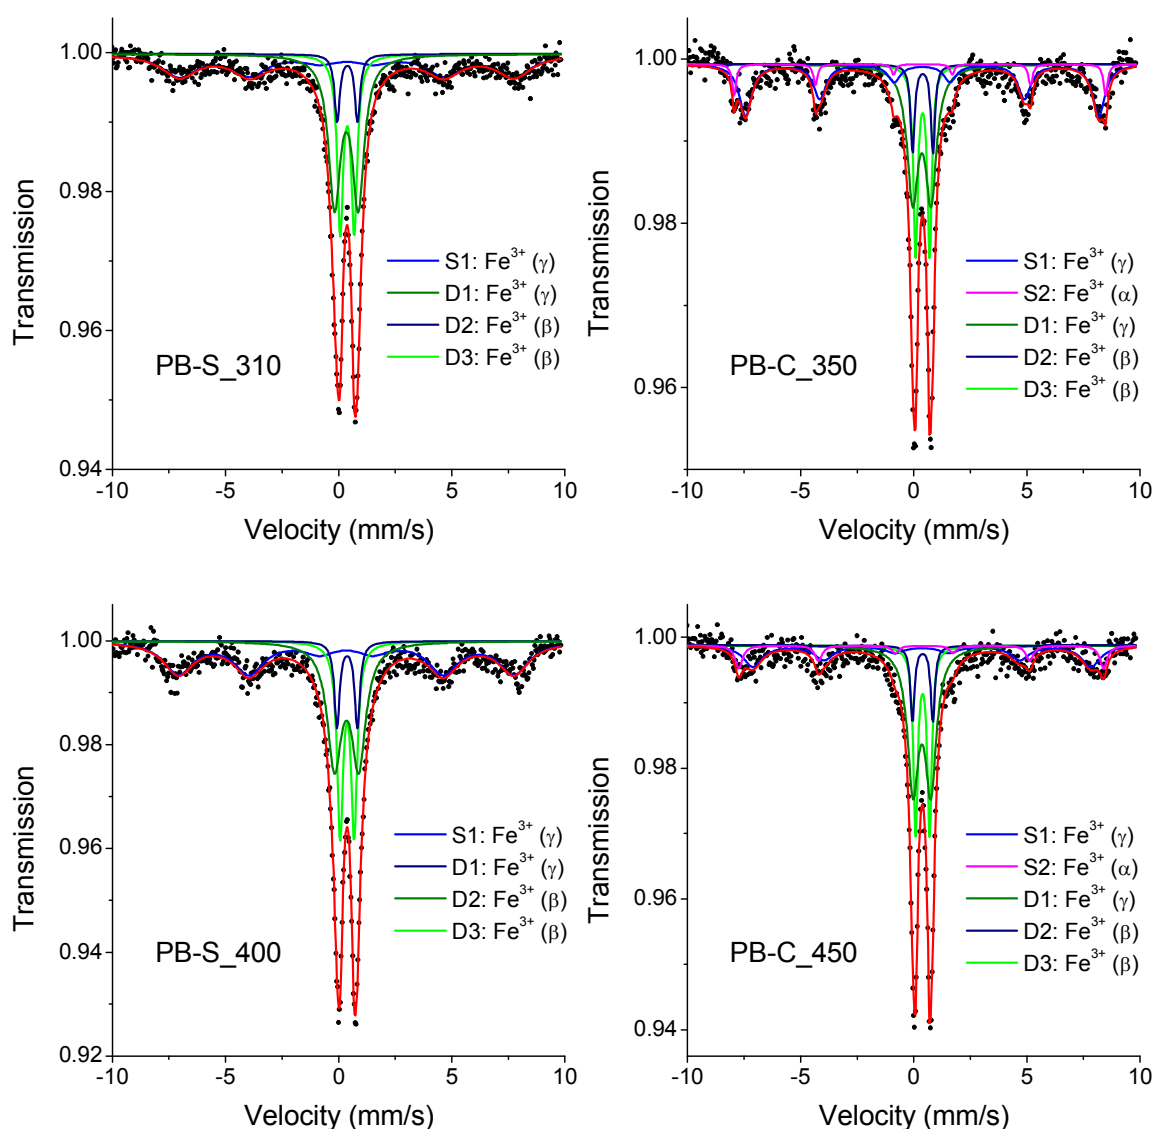 1.00
0.98
0.96
0.94
Transmission
-10
-5
0
5
10
Velocity (mm/s)
PB-S_310
S1: Fe³⁺ (γ)
D1: Fe³⁺ (γ)
D2: Fe³⁺ (β)
D3: Fe³⁺ (β)
1.00
0.98
0.96
Transmission
-10
-5
0
5
10
Velocity (mm/s)
PB-C_350
S1: Fe³⁺ (γ)
S2: Fe³⁺ (α)
D1: Fe³⁺ (γ)
D2: Fe³⁺ (β)
D3: Fe³⁺ (β)
1.00
0.98
0.96
0.94
0.92
Transmission
-10
-5
0
5
10
Velocity (mm/s)
PB-S_400
S1: Fe³⁺ (γ)
D1: Fe³⁺ (γ)
D2: Fe³⁺ (β)
D3: Fe³⁺ (β)
1.00
0.98
0.96
0.94
Transmission
-10
-5
0
5
10
Velocity (mm/s)
PB-C_450
S1: Fe³⁺ (γ)
S2: Fe³⁺ (α)
D1: Fe³⁺ (γ)
D2: Fe³⁺ (β)
D3: Fe³⁺ (β)